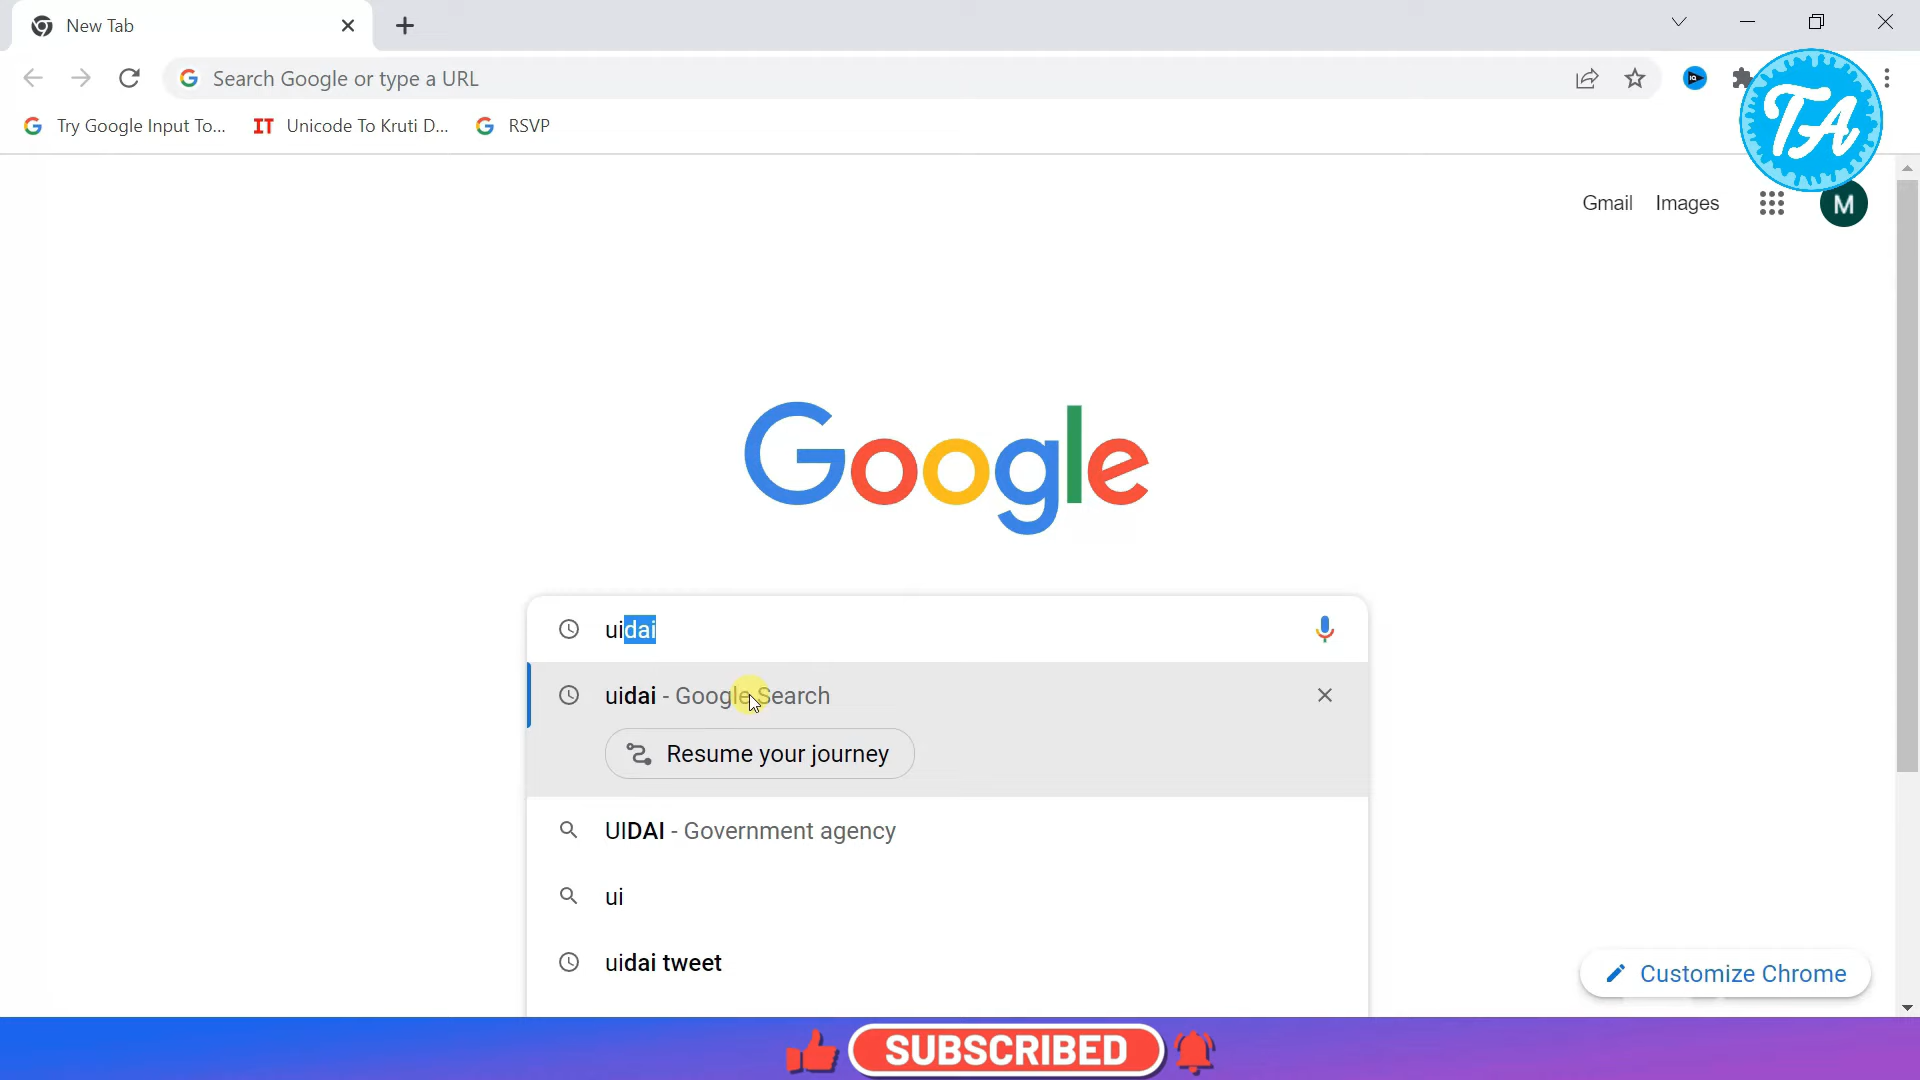 New Tab
Search Google or type a URL
Try Google Input To...
IT Unicode To Kruti D...
RSVP
TA
Gmail Images
M
Google
uidai
uidai - Google Search
Resume your journey
UIDAI - Government agency
ui
uidai tweet
Customize Chrome
SUBSCRIBED